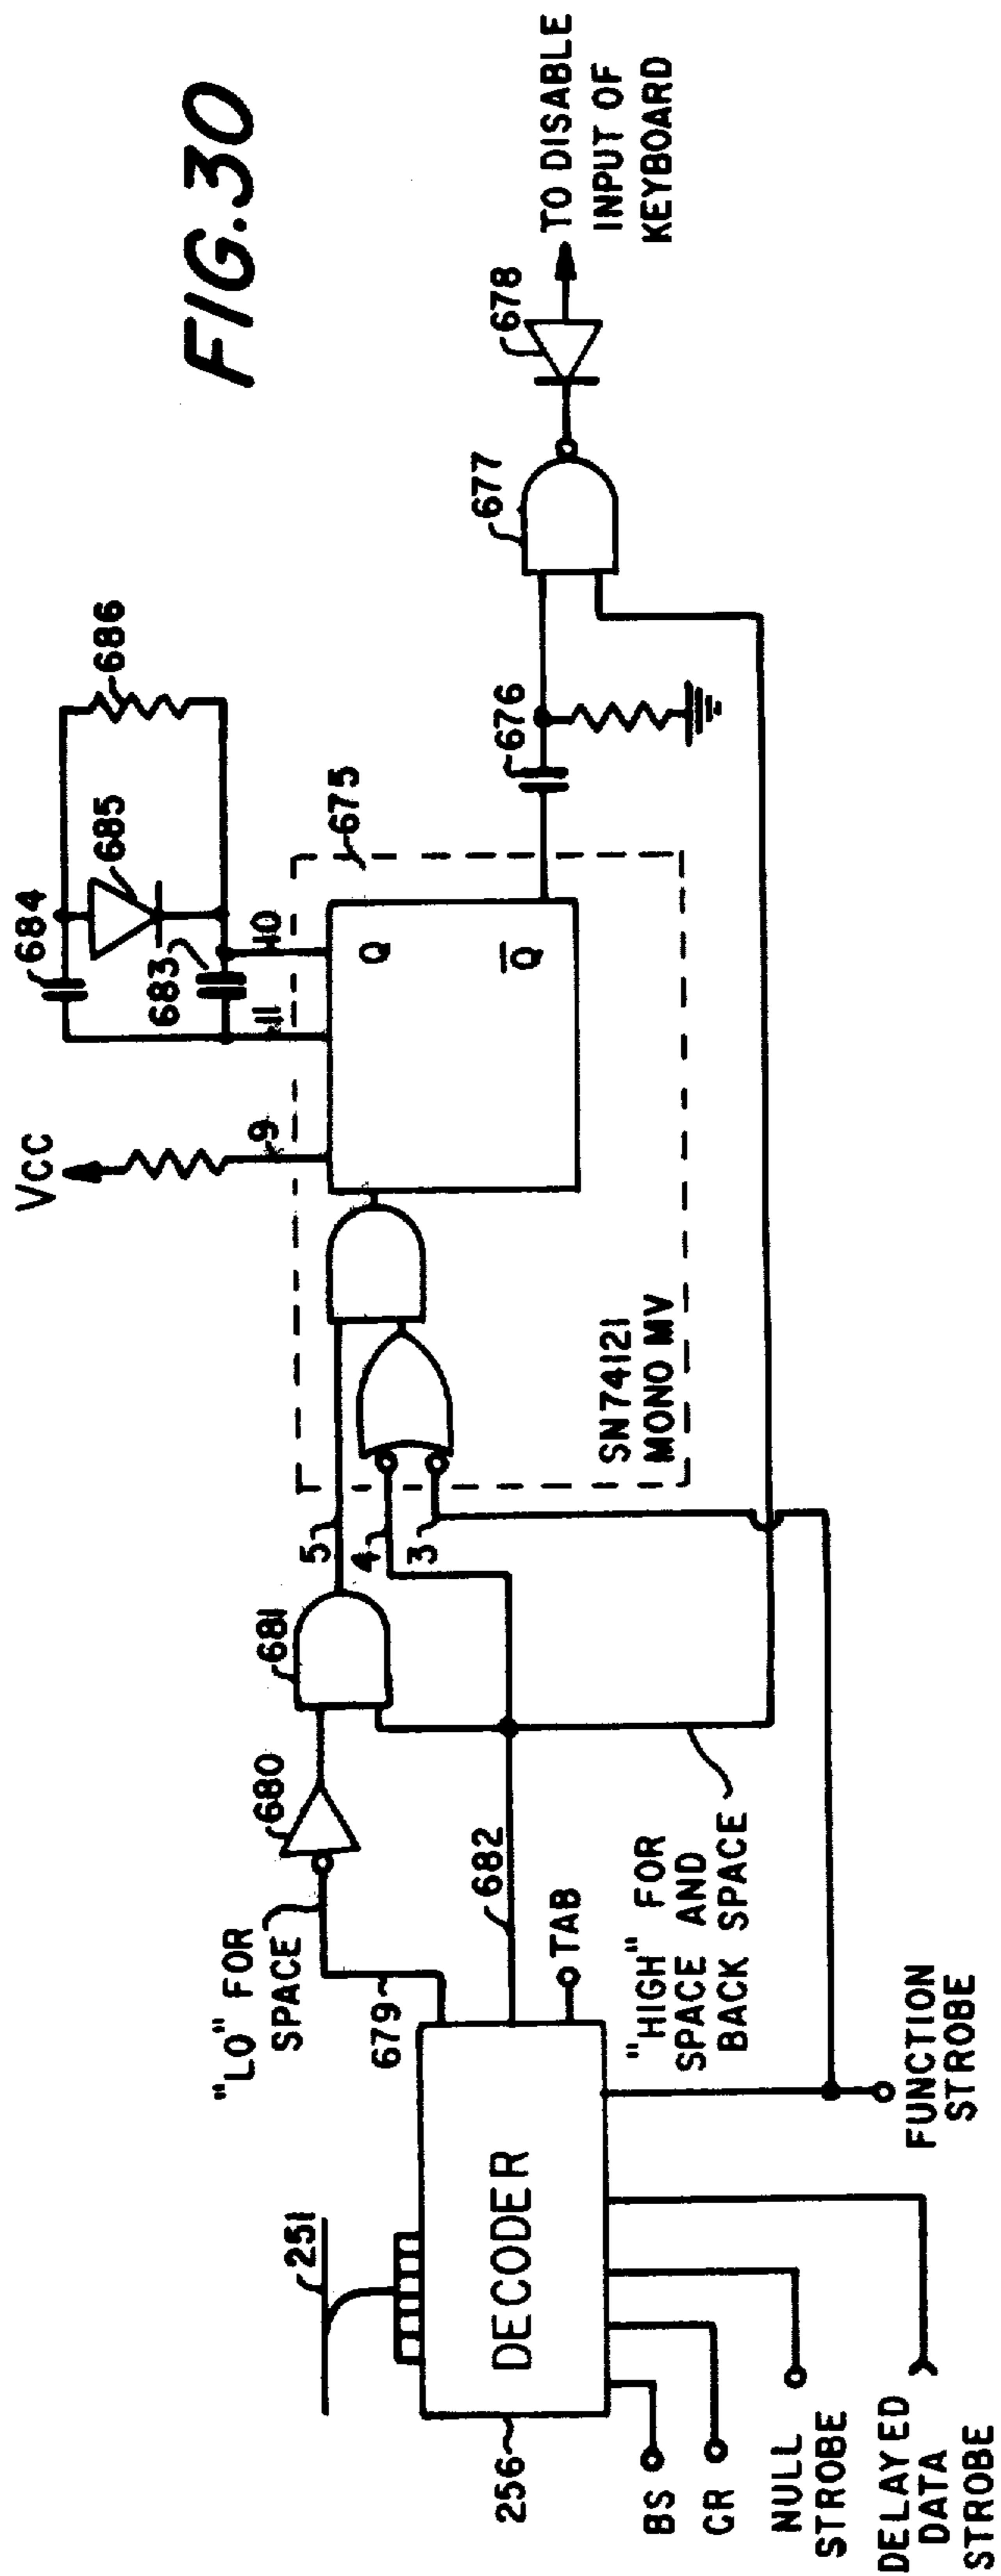 FIG.30
251
256
DECODER
BS
CR
NULL
STROBE
DELAYED
DATA
STROBE
FUNCTION
STROBE
TAB
"LO" FOR
SPACE
679
680
681
682
"HIGH" FOR
SPACE AND
BACK SPACE
5
4
3
SN74121
MONO MV
VCC
9
11
10
Q
Q̅
683
684
685
686
675
676
677
678
TO DISABLE
INPUT OF
KEYBOARD